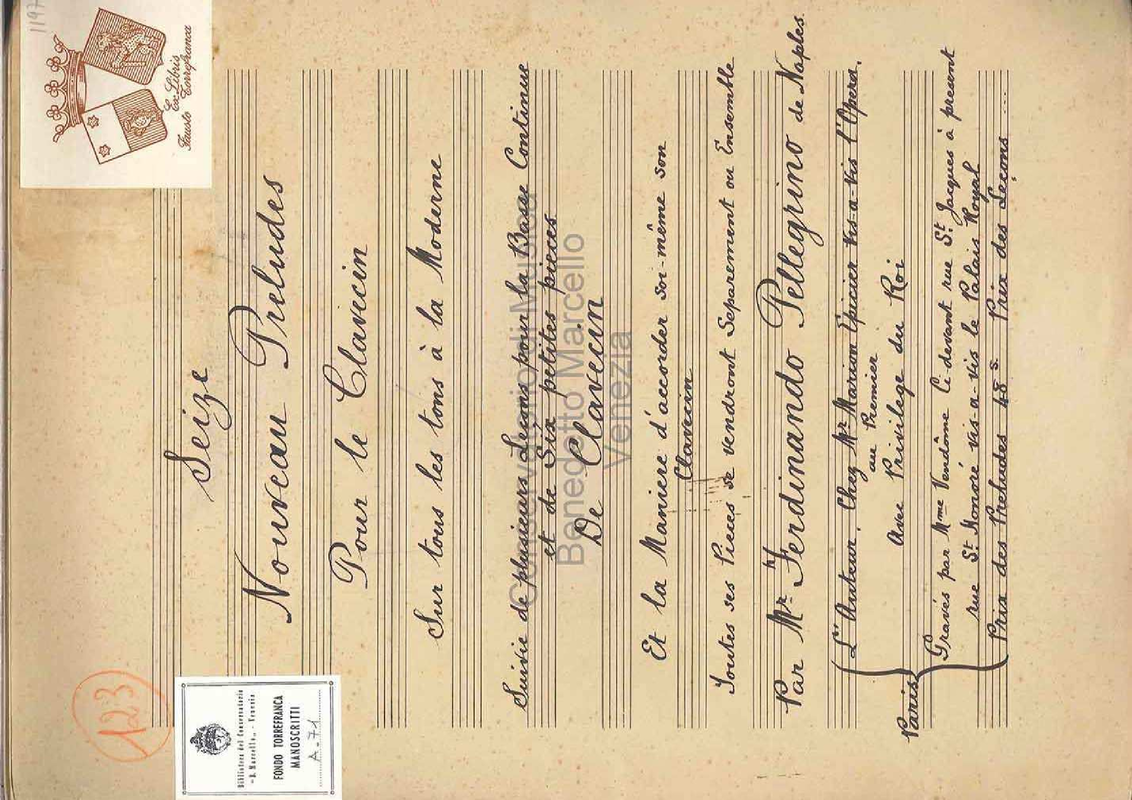 1197
Ex-Libris
Fausto Torrefranca
123
Biblioteca del Conservatorio
"B. Marcello" - Venezia
FONDO TORREFRANCA
MANOSCRITTI
A-71
Seize
Nouveau Preludes
Pour le Clavicin
Sur tous les tons à la Moderne
Suivie de plusieurs Leçons pour la Base Continue
et de Six petites pieces
De Clavecin
Et la Maniere d'accorder soi-même son
Clavecin
Toutes ses Pieces se vendront Separement ou Ensemble
Par Mr. Ferdinando Pellegrino de Naples.
Paris
L'Auteur, Chez Mr. Marion Epicier vis-a-vis l'Opera,
au Premier
Avec Privilege du Roi
Gravés par Mme Vendôme Ci-devant rue St. Jacques à present
rue St. Honoré vis-a-vis le Palais Royal
Prix des Preludes 48 s. Prix des Leçons ...
Conservatorio di Musica
Benedetto Marcello
Venezia